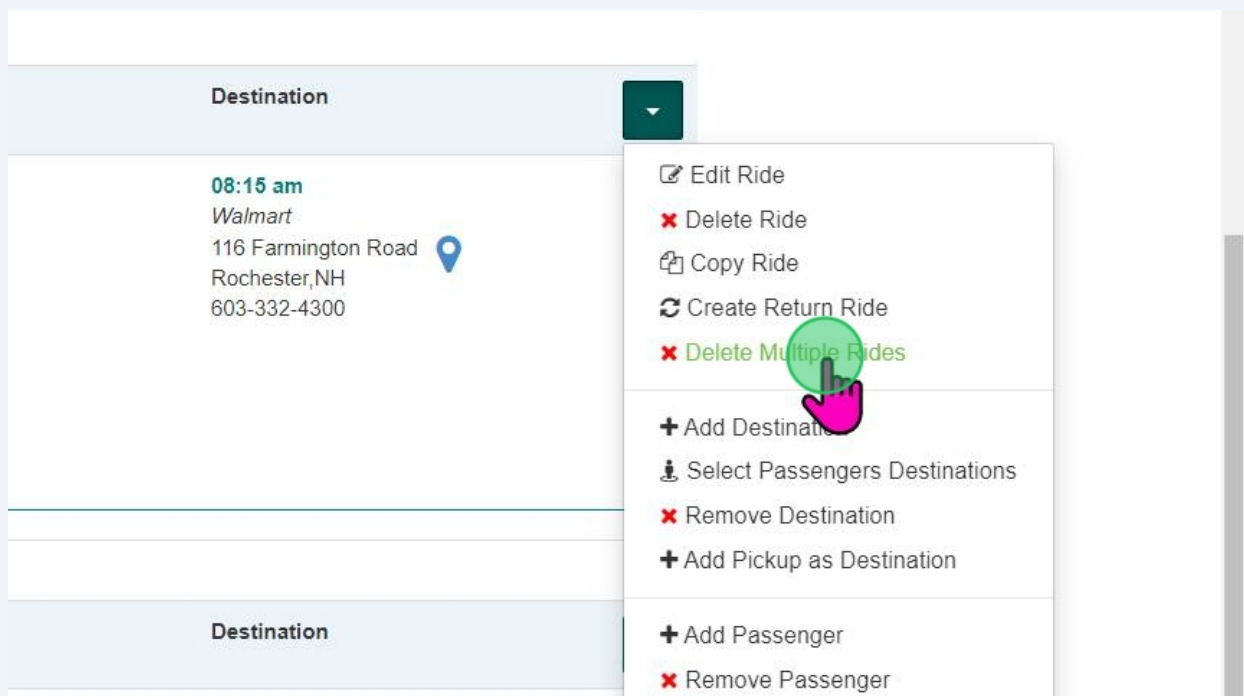 Destination
08:15 am
Walmart
116 Farmington Road
Rochester,NH
603-332-4300
Edit Ride
Delete Ride
Copy Ride
Create Return Ride
Delete Multiple Rides
Add Destination
Select Passengers Destinations
Remove Destination
Add Pickup as Destination
Destination
Add Passenger
Remove Passenger